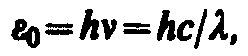 ε₀ = hν = hc/λ,